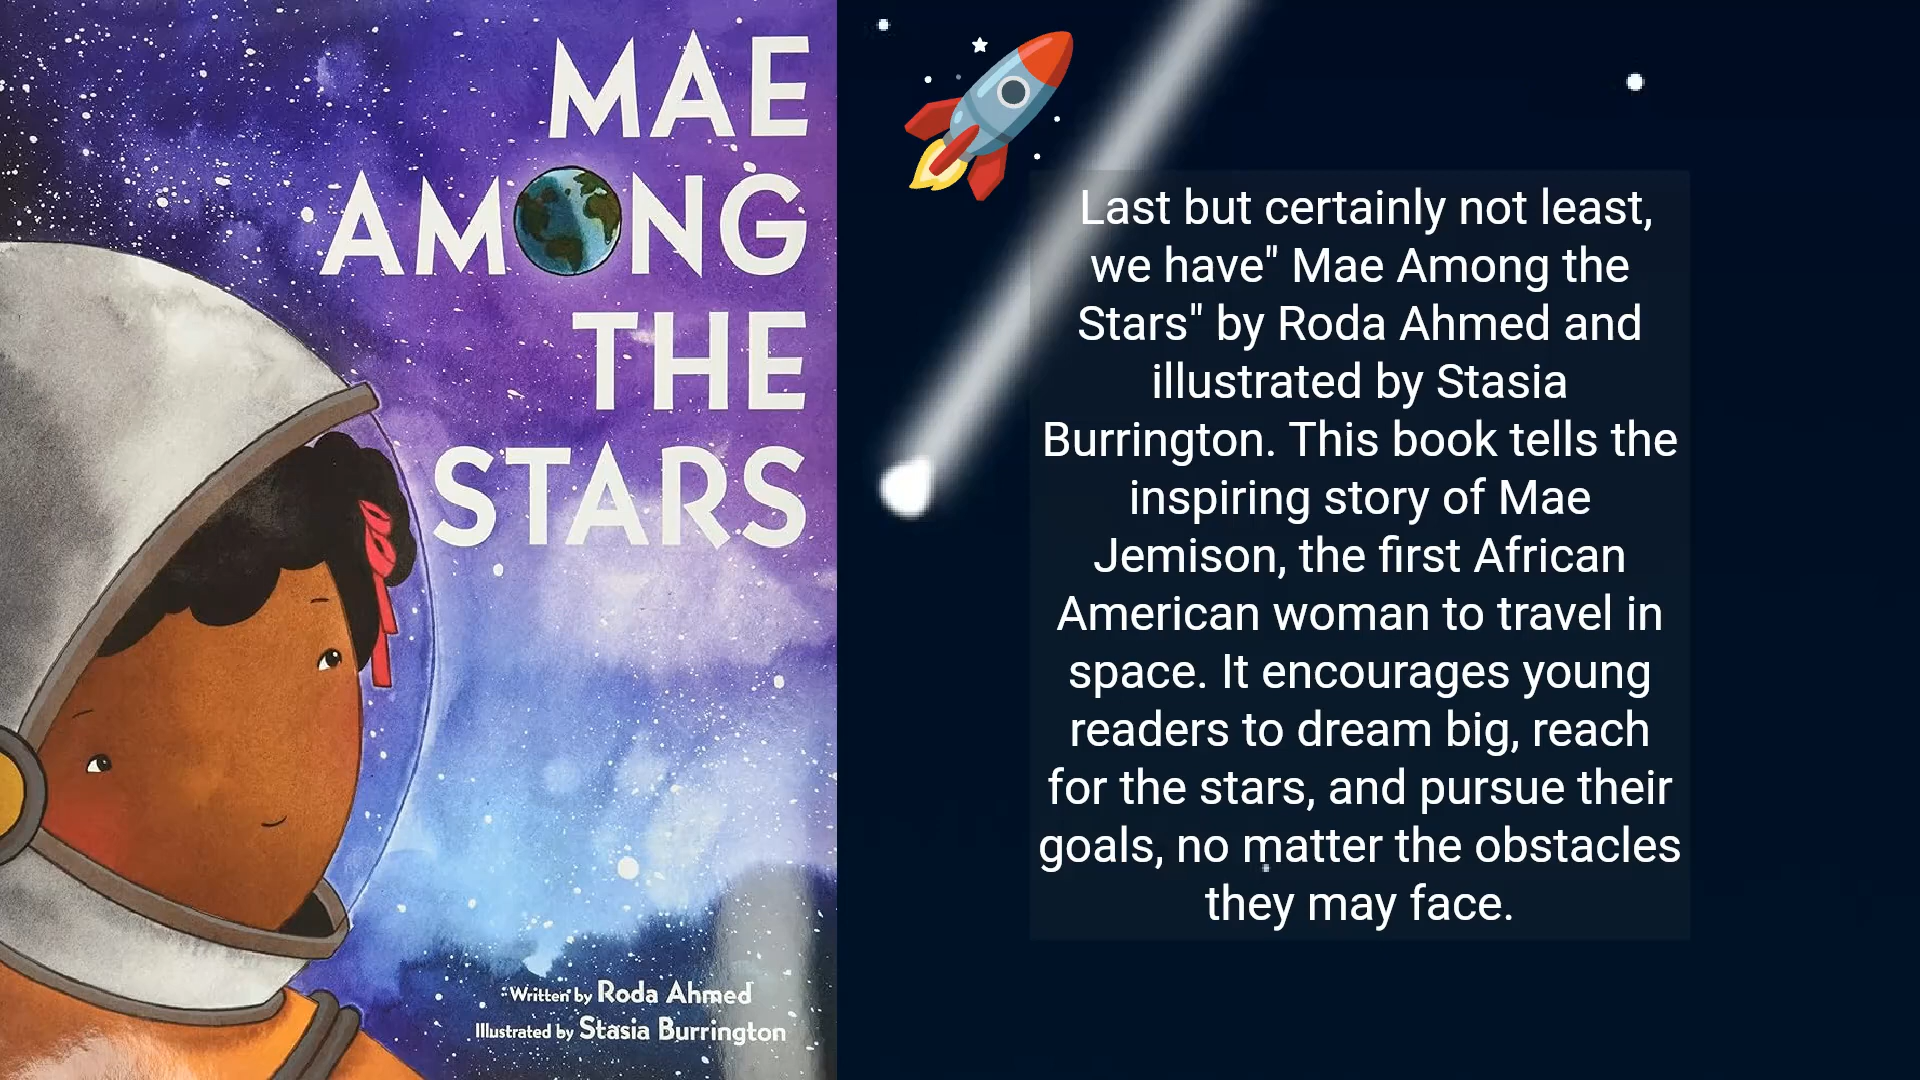 MAE
AMONG
THE
STARS
Written by Roda Ahmed
Illustrated by Stasia Burrington
Last but certainly not least,
we have" Mae Among the
Stars" by Roda Ahmed and
illustrated by Stasia
Burrington. This book tells the
inspiring story of Mae
Jemison, the first African
American woman to travel in
space. It encourages young
readers to dream big, reach
for the stars, and pursue their
goals, no matter the obstacles
they may face.